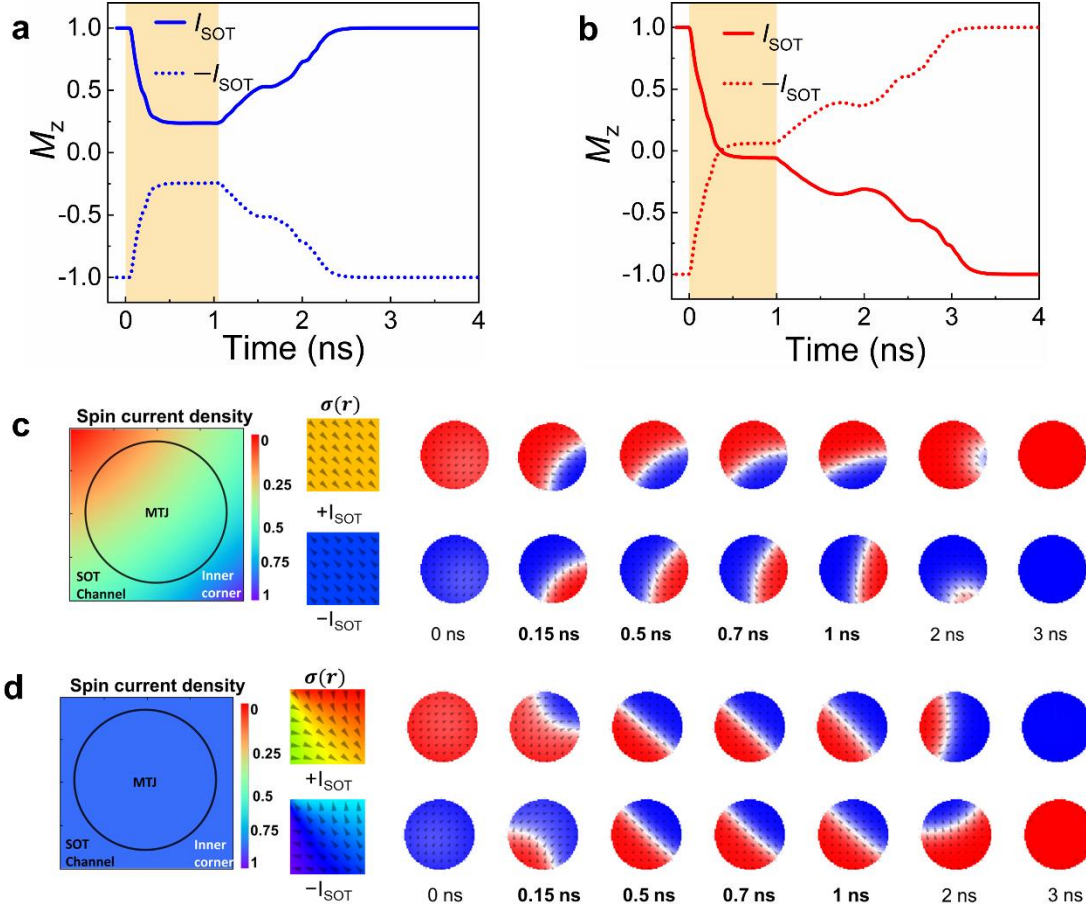 a
1.0
0.5
0.0
-0.5
-1.0
M_z
I_SOT
—I_SOT
0 1 2 3 4
Time (ns)
b
1.0
0.5
0.0
-0.5
-1.0
M_z
I_SOT
—I_SOT
0 1 2 3 4
Time (ns)
c
Spin current density
MTJ
SOT Channel
Inner corner
0
0.25
0.5
0.75
1
σ(r)
+I_SOT
−I_SOT
0 ns 0.15 ns 0.5 ns 0.7 ns 1 ns 2 ns 3 ns
d
Spin current density
MTJ
SOT Channel
Inner corner
0
0.25
0.5
0.75
1
σ(r)
+I_SOT
−I_SOT
0 ns 0.15 ns 0.5 ns 0.7 ns 1 ns 2 ns 3 ns